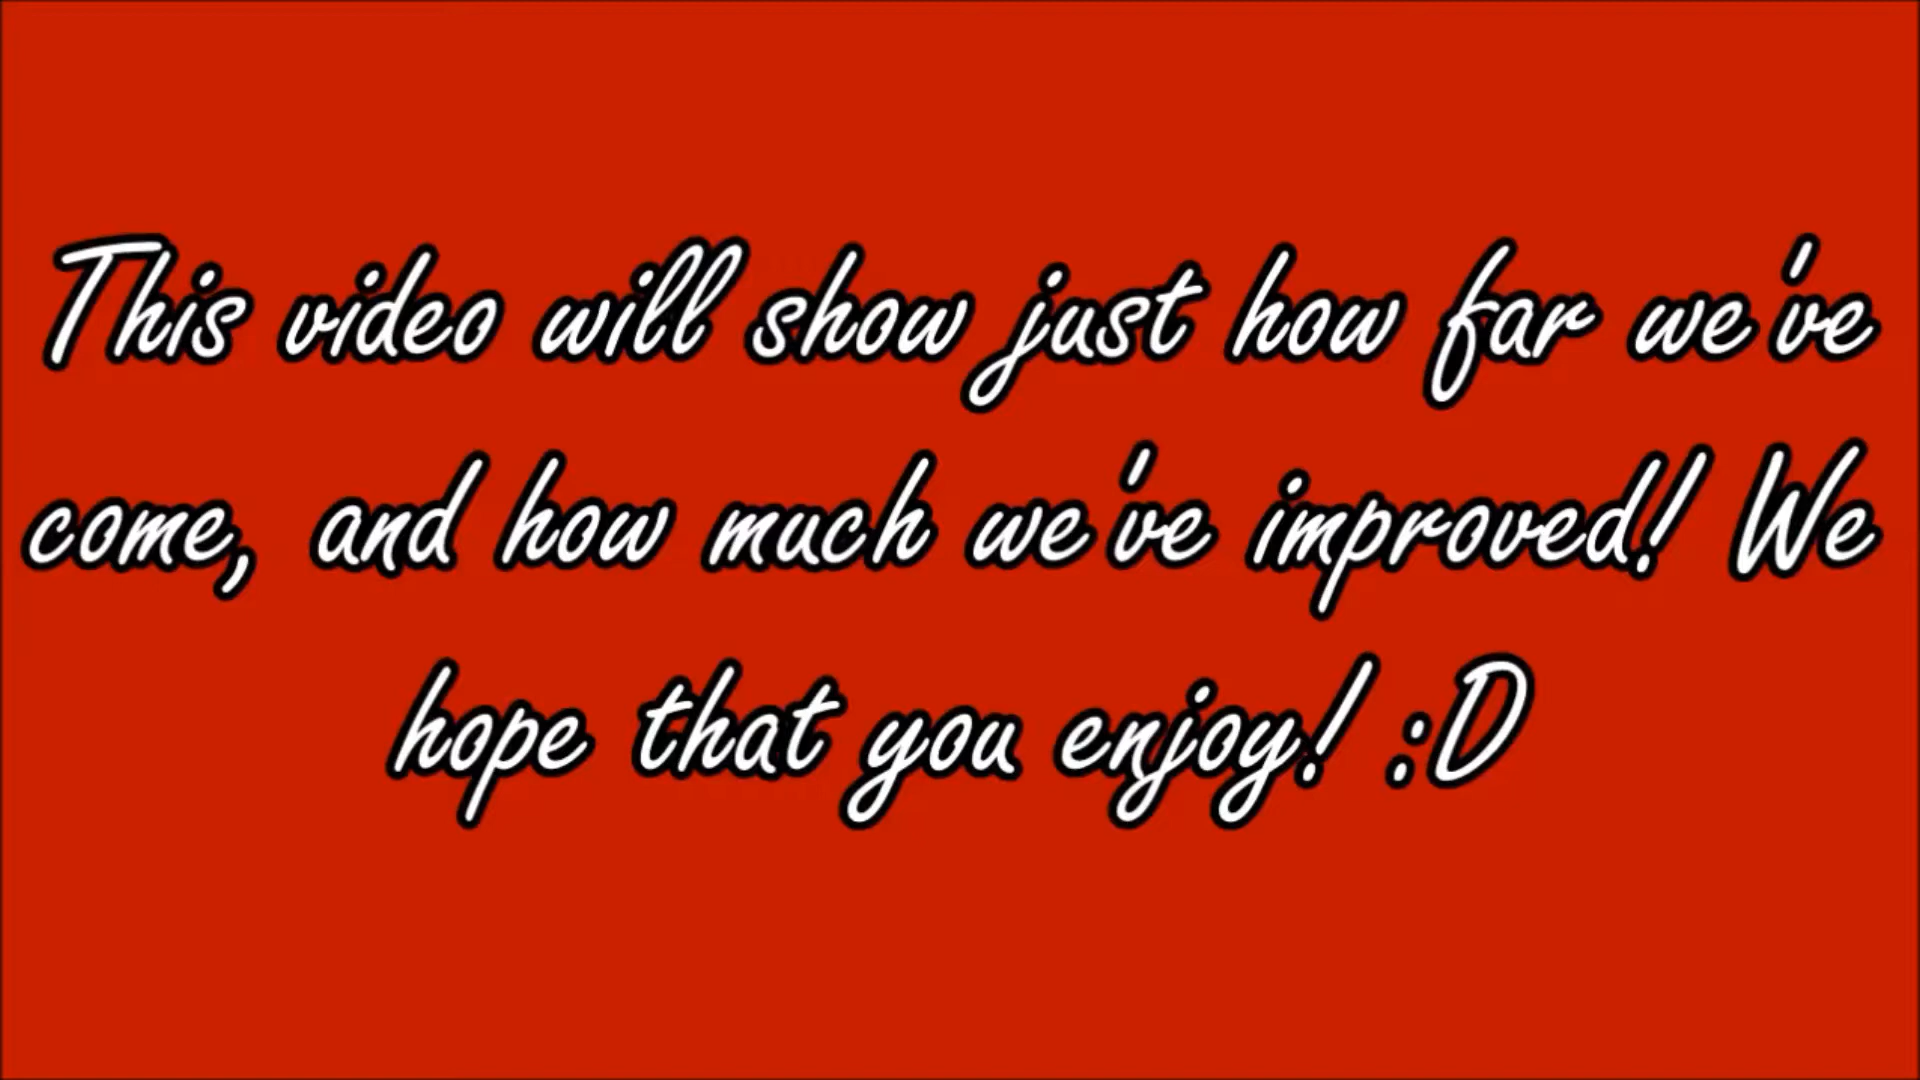 This video will show just how far we've
come, and how much we've improved! We
hope that you enjoy! :D